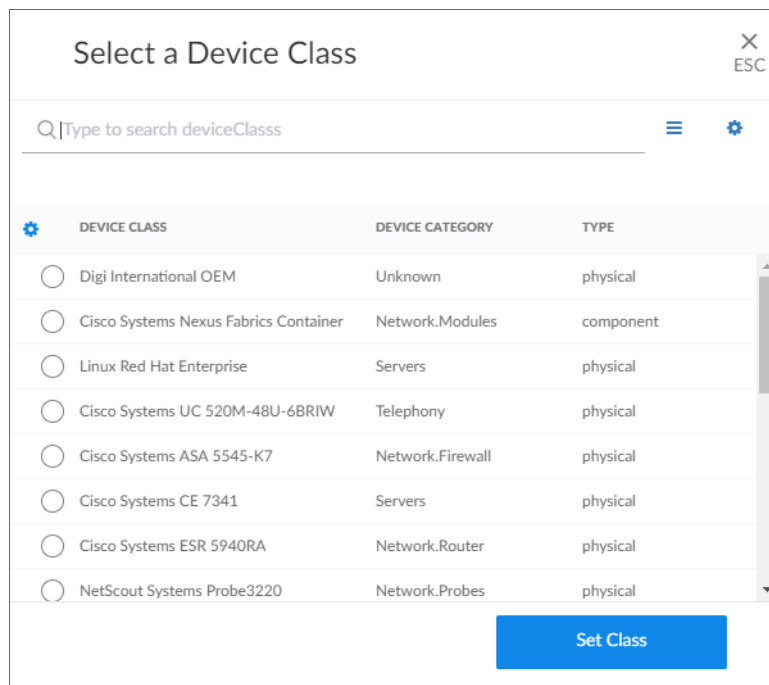 Select a Device Class
ESC
Type to search deviceClasss
DEVICE CLASS DEVICE CATEGORY TYPE
Digi International OEM Unknown physical
Cisco Systems Nexus Fabrics Container Network.Modules component
Linux Red Hat Enterprise Servers physical
Cisco Systems UC 520M-48U-6BRIW Telephony physical
Cisco Systems ASA 5545-K7 Network.Firewall physical
Cisco Systems CE 7341 Servers physical
Cisco Systems ESR 5940RA Network.Router physical
NetScout Systems Probe3220 Network.Probes physical
Set Class